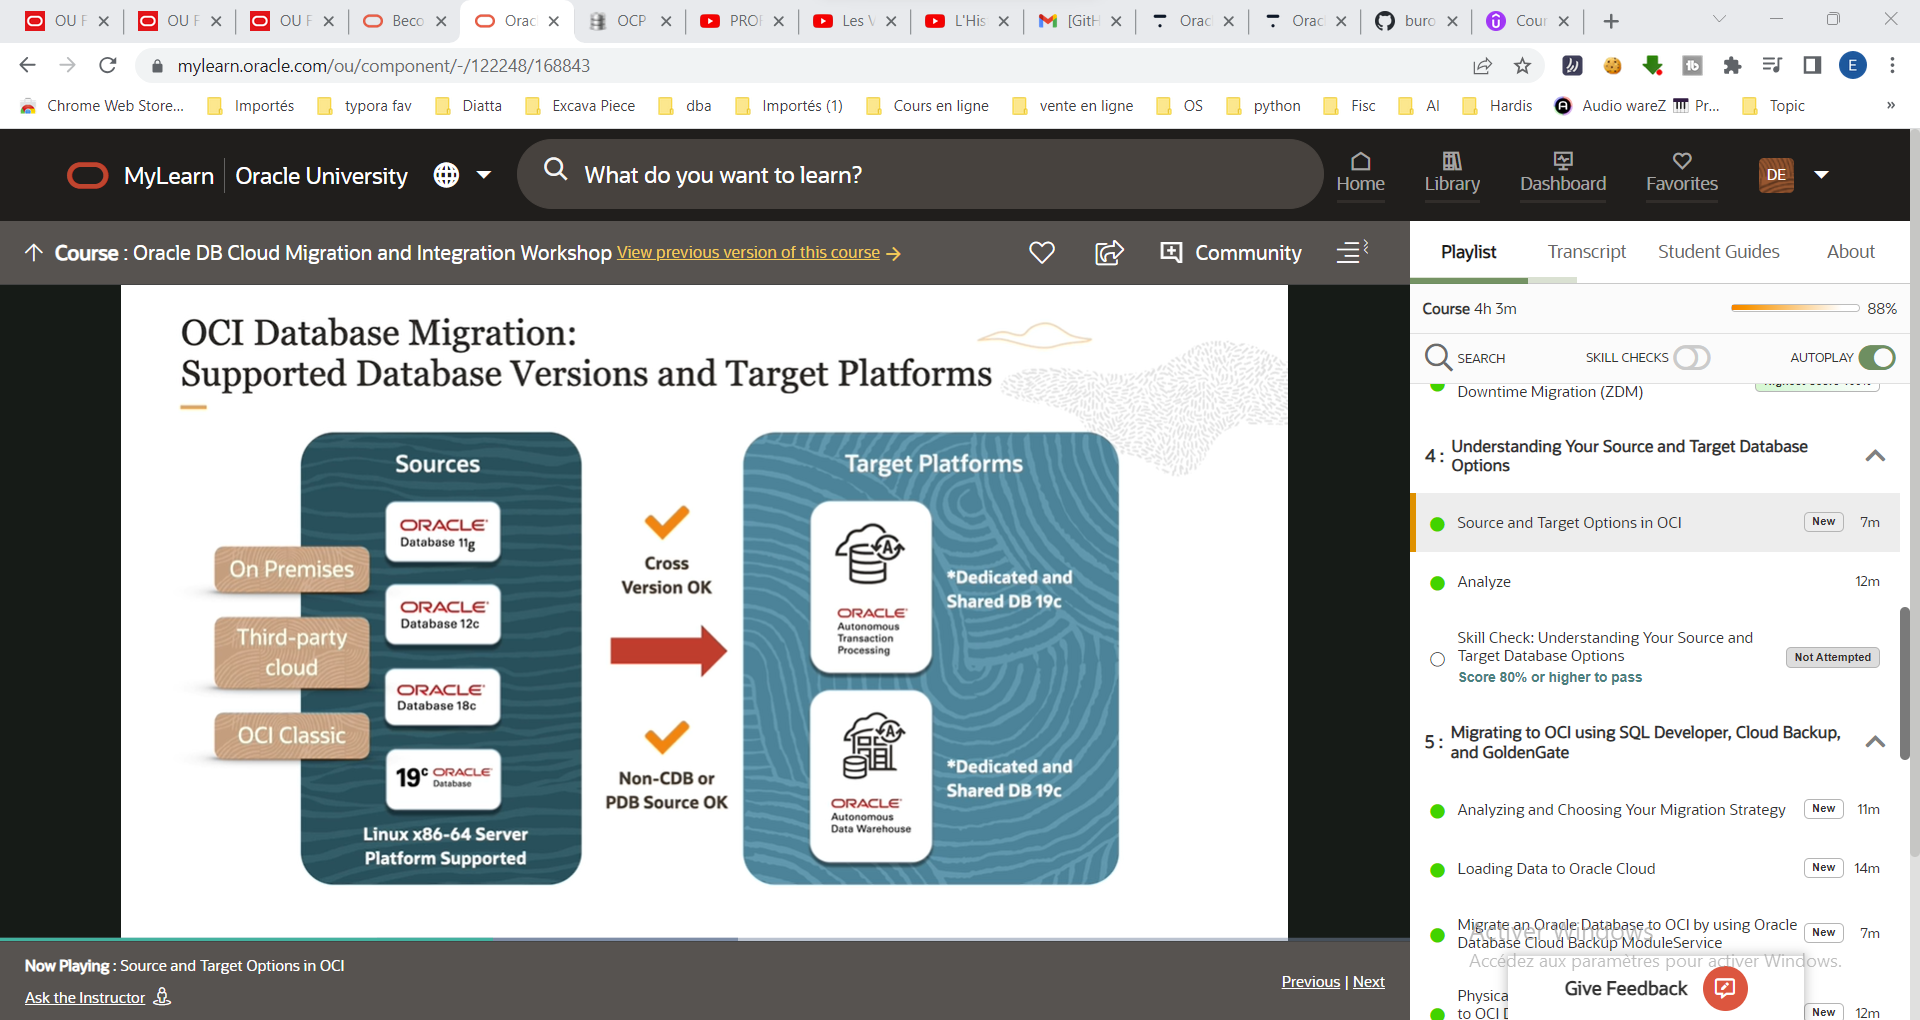 OU F
OU F
OU F
Beco
Orac
OCP
PROF
Les V
L'His
[GitH
Orac
Orac
buro
Cour
mylearn.oracle.com/ou/component/-/122248/168843
E
Chrome Web Store...
Importés
typora fav
Diatta
Excava Piece
dba
Importés (1)
Cours en ligne
vente en ligne
OS
python
Fisc
AI
Hardis
Audio wareZ
Pr...
Topic
»
MyLearn
Oracle University
What do you want to learn?
Home
Library
Dashboard
Favorites
DE
Course : Oracle DB Cloud Migration and Integration Workshop View previous version of this course
Community
OCI Database Migration:
Supported Database Versions and Target Platforms
Sources
ORACLE
Database 11g
ORACLE
Database 12c
ORACLE
Database 18c
19c ORACLE
Database
Linux x86-64 Server
Platform Supported
On Premises
Third-party
cloud
OCI Classic
Cross
Version OK
Non-CDB or
PDB Source OK
Target Platforms
ORACLE
Autonomous
Transaction
Processing
*Dedicated and
Shared DB 19c
ORACLE
Autonomous
Data Warehouse
*Dedicated and
Shared DB 19c
Now Playing : Source and Target Options in OCI
Ask the Instructor
Previous | Next
Playlist
Transcript
Student Guides
About
Course 4h 3m
88%
SEARCH
SKILL CHECKS
AUTOPLAY
Downtime Migration (ZDM)
4 : Understanding Your Source and Target Database
Options
Source and Target Options in OCI
New
7m
Analyze
12m
Skill Check: Understanding Your Source and
Target Database Options
Score 80% or higher to pass
Not Attempted
5 : Migrating to OCI using SQL Developer, Cloud Backup,
and GoldenGate
Analyzing and Choosing Your Migration Strategy
New
11m
Loading Data to Oracle Cloud
New
14m
Migrate an Oracle Database to OCI by using Oracle
Database Cloud Backup ModuleService
New
7m
Activer Windows
Accédez aux paramètres pour activer Windows.
Physica
to OCI
New
12m
Give Feedback